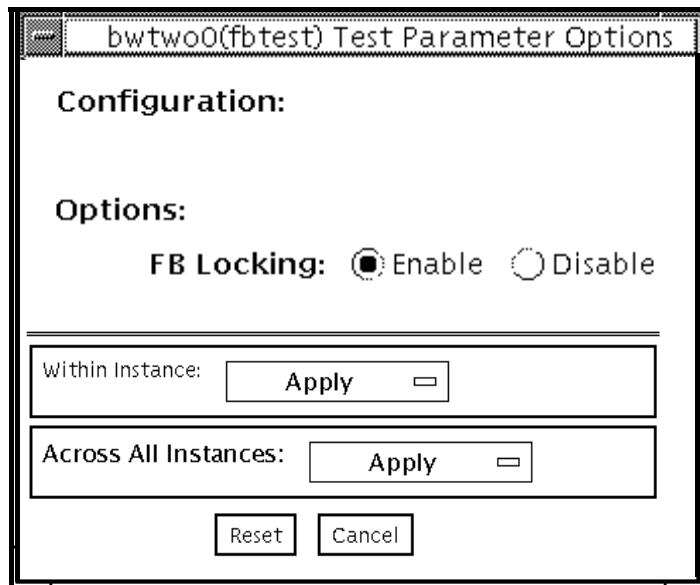 bwtwo0(fbtest) Test Parameter Options
Configuration:
Options:
FB Locking: Enable Disable
Within Instance: Apply
Across All Instances: Apply
Reset Cancel